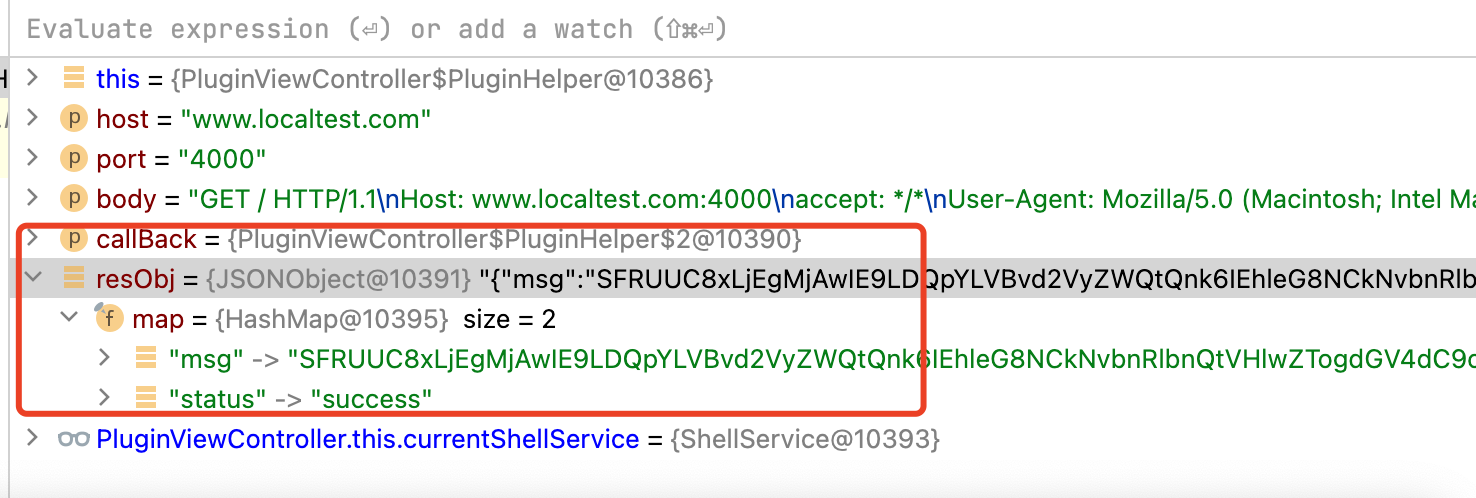 Evaluate expression (⏎) or add a watch (⇧⌘⏎)
this = {PluginViewController$PluginHelper@10386}
p host = "www.localtest.com"
p port = "4000"
p body = "GET / HTTP/1.1\nHost: www.localtest.com:4000\naccept: */*\nUser-Agent: Mozilla/5.0 (Macintosh; Intel Ma
p callBack = {PluginViewController$PluginHelper$2@10390}
resObj = {JSONObject@10391} "{"msg":"SFRUUC8xLjEgMjAwIE9LDQpYLVBvd2VyZWQtQnk6IEhleG8NCkNvbnRlb
f map = {HashMap@10395} size = 2
"msg" -> "SFRUUC8xLjEgMjAwIE9LDQpYLVBvd2VyZWQtQnk6IEhleG8NCkNvbnRlbnQtVHlwZTogdGV4dC9o
"status" -> "success"
PluginViewController.this.currentShellService = {ShellService@10393}